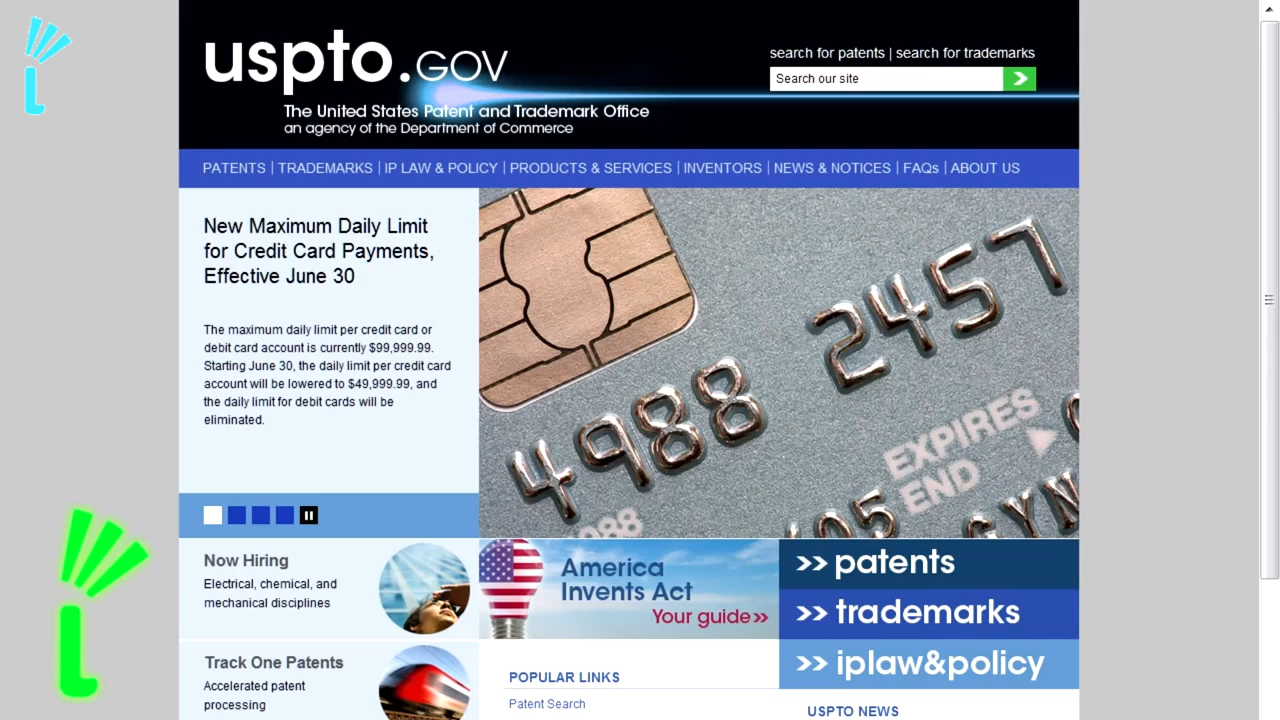 uspto.GOV
The United States Patent and Trademark Office
an agency of the Department of Commerce
search for patents | search for trademarks
Search our site
PATENTS | TRADEMARKS | IP LAW & POLICY | PRODUCTS & SERVICES | INVENTORS | NEWS & NOTICES | FAQs | ABOUT US
New Maximum Daily Limit
for Credit Card Payments,
Effective June 30
The maximum daily limit per credit card or
debit card account is currently $99,999.99.
Starting June 30, the daily limit per credit card
account will be lowered to $49,999.99, and
the daily limit for debit cards will be
eliminated.
4988 2457
EXPIRES
END
Now Hiring
Electrical, chemical, and
mechanical disciplines
America
Invents Act
Your guide»
>> patents
>> trademarks
>> iplaw&policy
Track One Patents
Accelerated patent
processing
POPULAR LINKS
Patent Search
USPTO NEWS